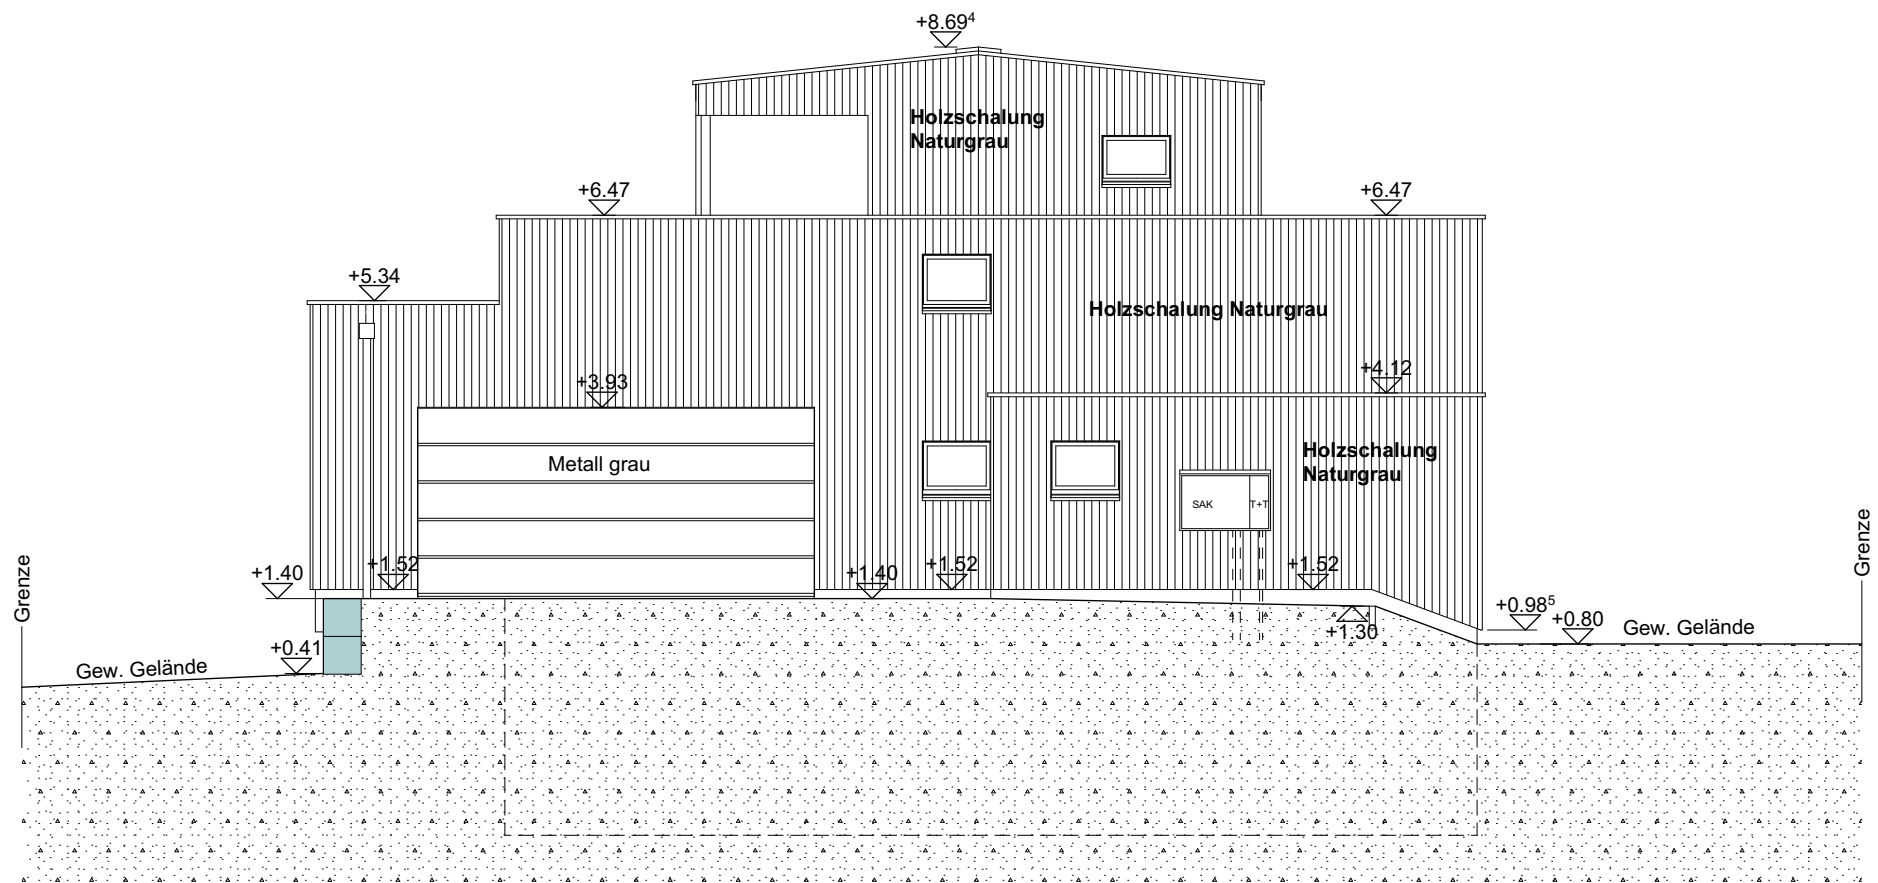 +8.69⁴
Holzschalung
Naturgrau
+6.47
+6.47
+5.34
Holzschalung Naturgrau
+4.12
+3.93
Holzschalung
Naturgrau
Metall grau
SAK
T+T
Grenze
Grenze
+1.40
+1.52
+1.40
+1.52
+1.52
+0.98⁵
+0.80
+1.30
Gew. Gelände
+0.41
Gew. Gelände